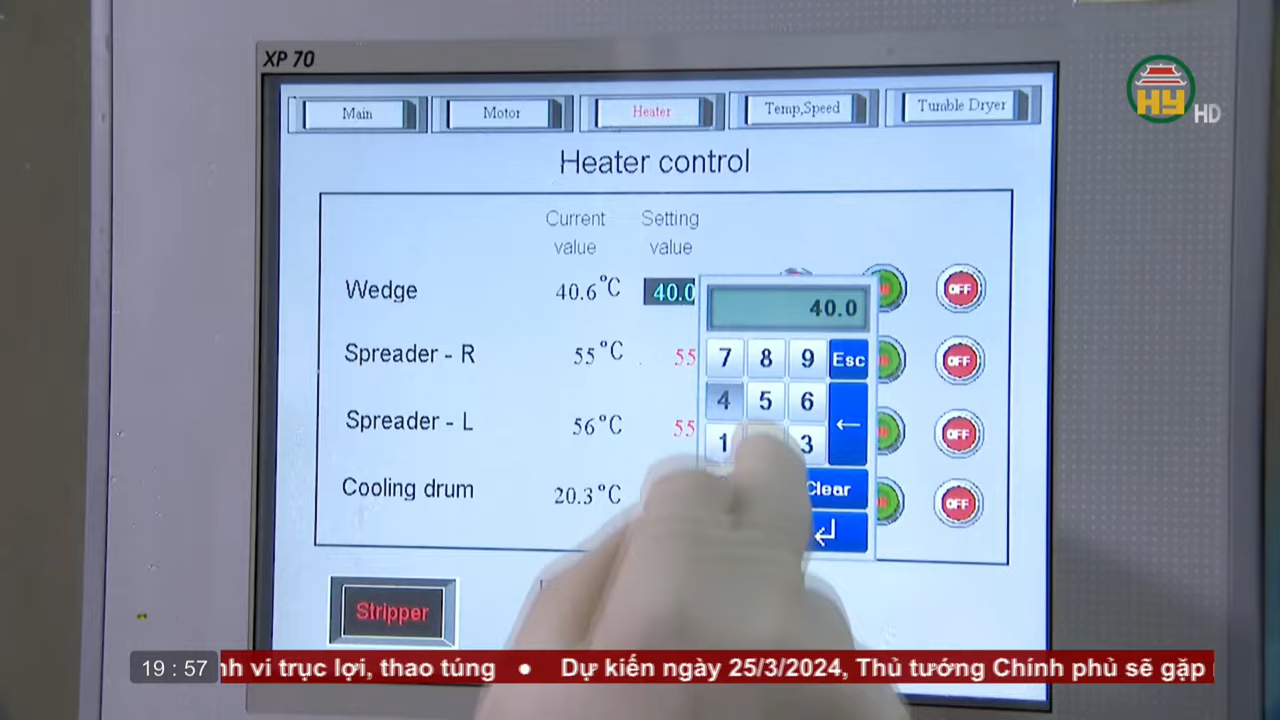 XP 70
HY HD
Main Motor Heater Temp,Speed Tumble Dryer
Heater control
Current value Setting value
Wedge 40.6°C 40.0 OFF
Spreader - R 55°C 55 OFF
Spreader - L 56°C 55 OFF
Cooling drum 20.3°C OFF
40.0
7 8 9 Esc
4 5 6 ←
1 3
Clear
Stripper
19 : 57 nh vi trục lợi, thao túng ● Dự kiến ngày 25/3/2024, Thủ tướng Chính phủ sẽ gặp